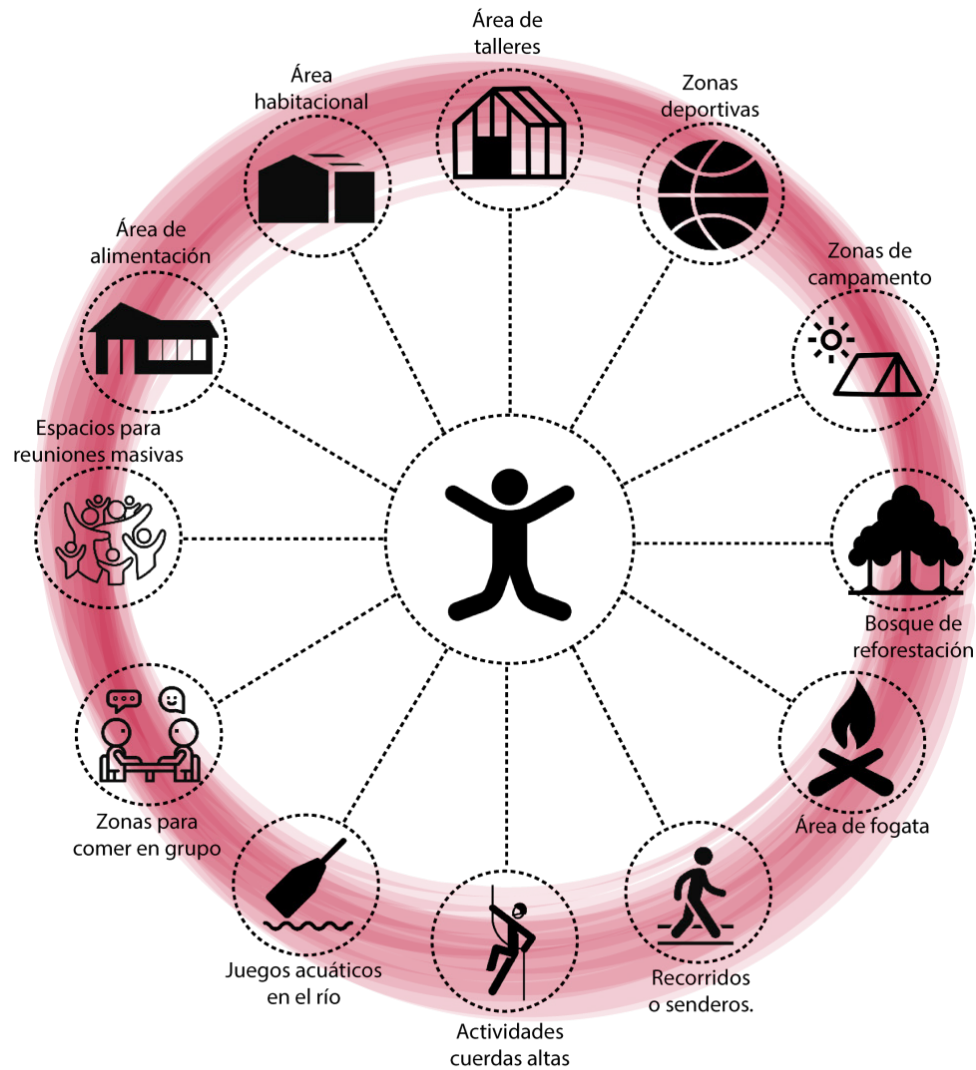 Área de
talleres
Zonas
deportivas
Zonas de
campamento
Bosque de
reforestación
Área de fogata
Recorridos
o senderos.
Actividades
cuerdas altas
Juegos acuáticos
en el río
Zonas para
comer en grupo
Espacios para
reuniones masivas
Área de
alimentación
Área
habitacional